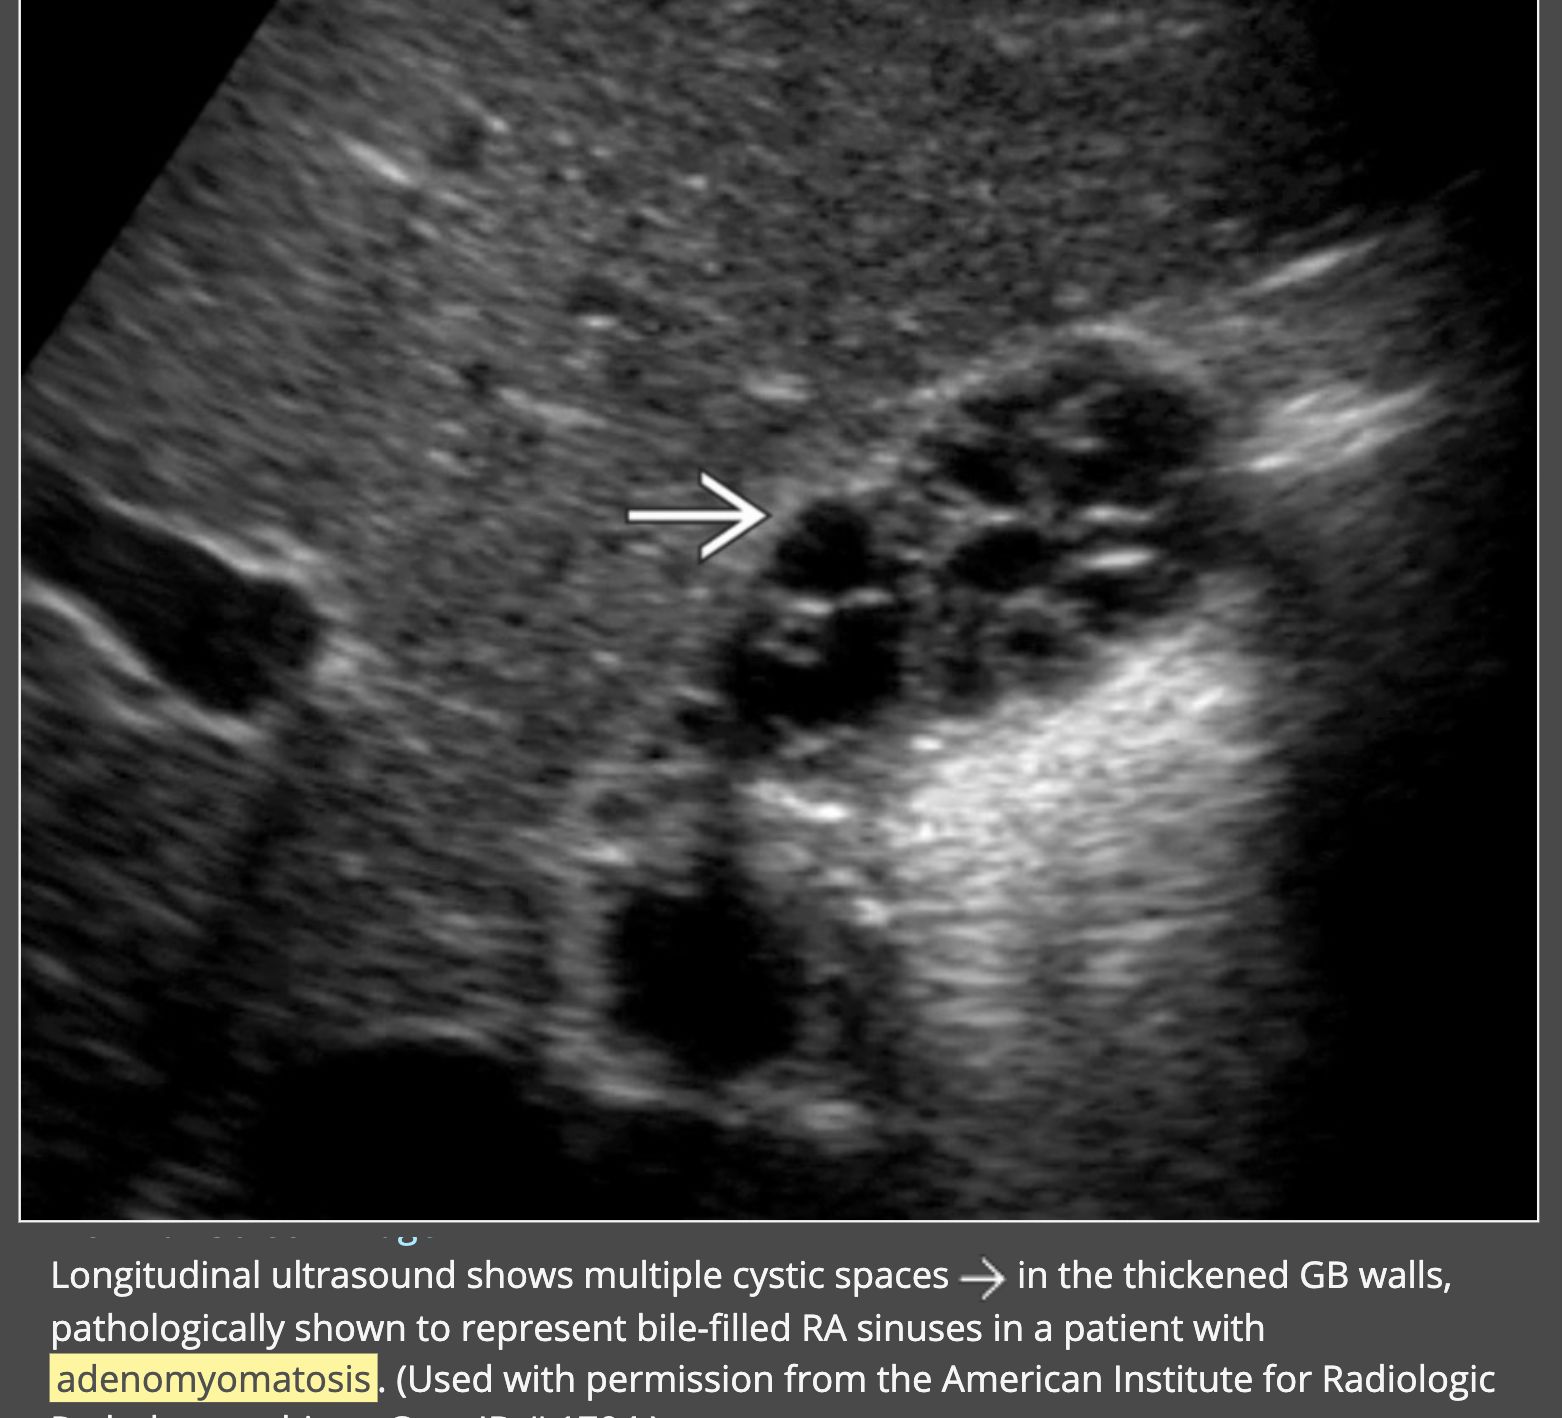 Longitudinal ultrasound shows multiple cystic spaces → in the thickened GB walls,
pathologically shown to represent bile-filled RA sinuses in a patient with
adenomyomatosis. (Used with permission from the American Institute for Radiologic